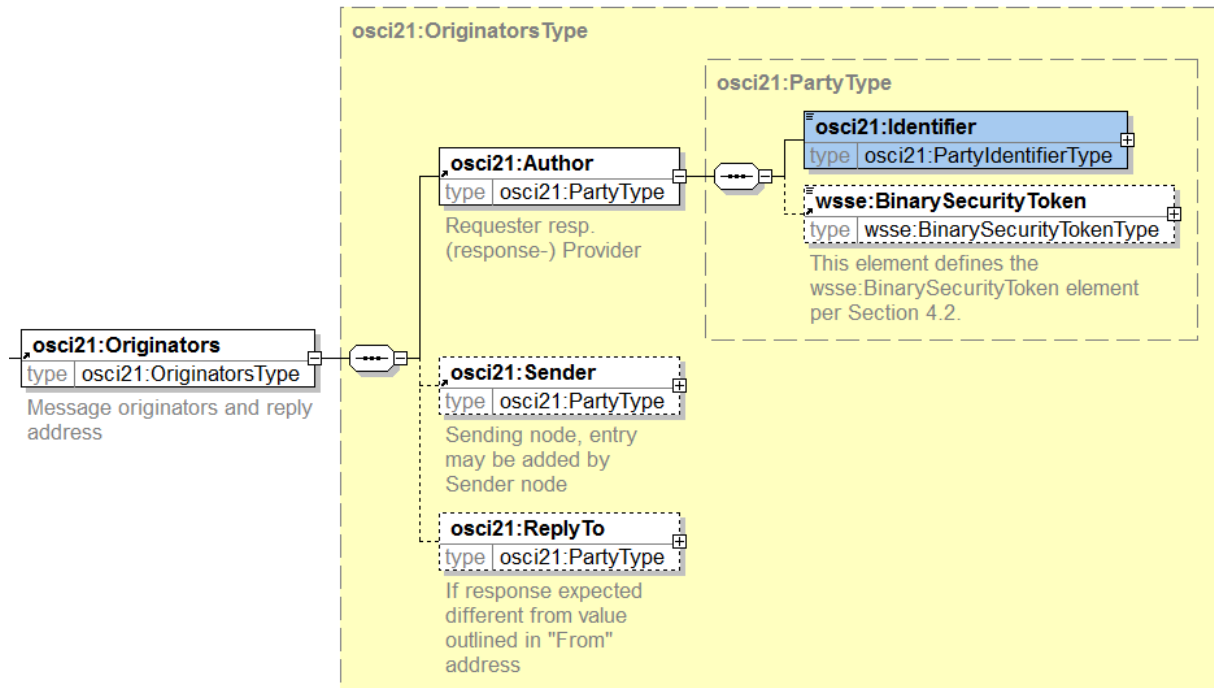 osci21:OriginatorsType
osci21:PartyType
osci21:Identifier
type osci21:PartyIdentifierType
osci21:Author
type osci21:PartyType
wsse:BinarySecurityToken
type wsse:BinarySecurityTokenType
Requester resp.
(response-) Provider
This element defines the
wsse:BinarySecurityToken element
per Section 4.2.
osci21:Originators
type osci21:OriginatorsType
Message originators and reply
address
osci21:Sender
type osci21:PartyType
Sending node, entry
may be added by
Sender node
osci21:ReplyTo
type osci21:PartyType
If response expected
different from value
outlined in "From"
address